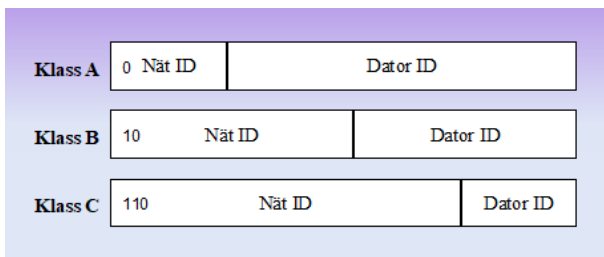 Klass A 0 Nät ID Dator ID
Klass B 10 Nät ID Dator ID
Klass C 110 Nät ID Dator ID